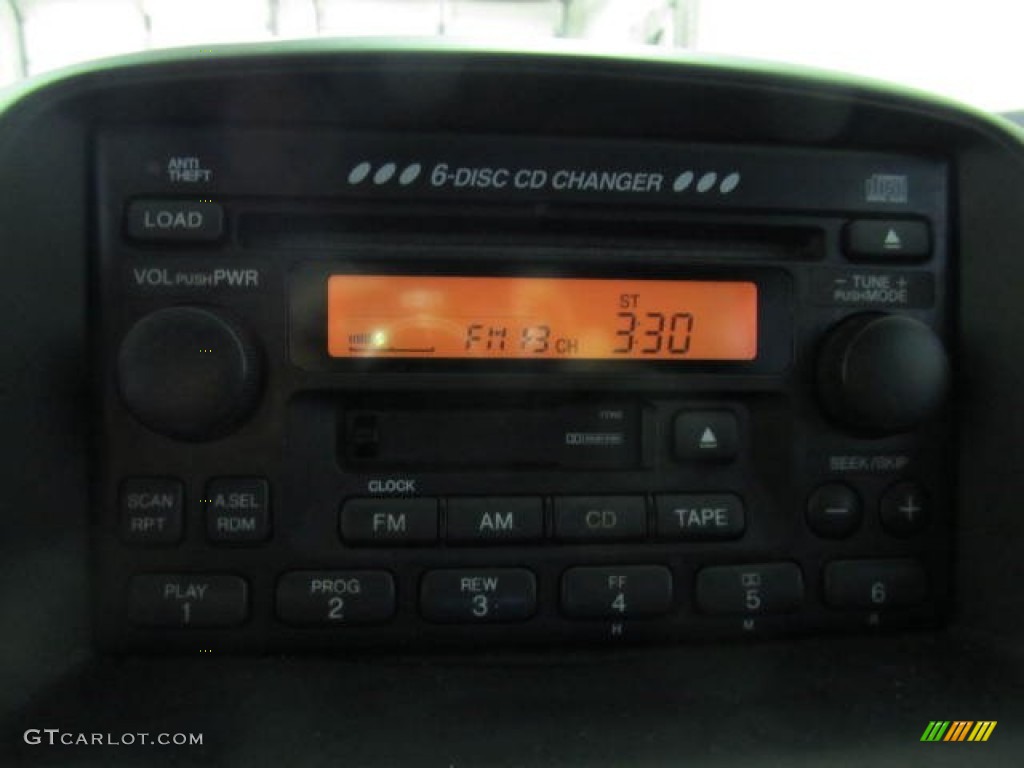 ANTI
THEFT
6-DISC CD CHANGER
LOAD
VOL PUSH PWR
- TUNE +
PUSH MODE
ST
FM 13 CH 3:30
SEEK/SKIP
CLOCK
SCAN
RPT
A.SEL
RDM
FM AM CD TAPE
- +
PLAY
1
PROG
2
REW
3
FF
4
5
6
H M R
GTCARLOT.COM